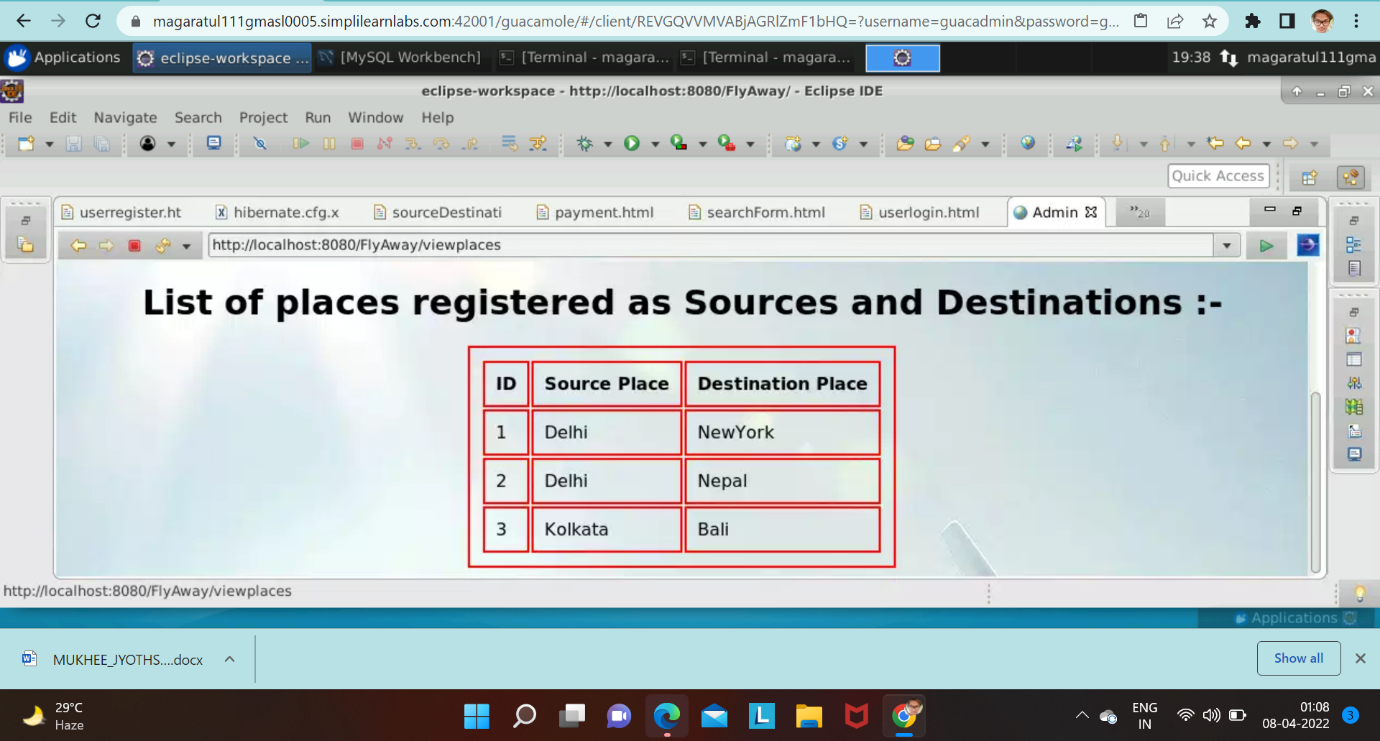 magaratul111gmasl0005.simplilearnlabs.com:42001/guacamole/#/client/REVGQVVMVABjAGRlZmF1bHQ=?username=guacadmin&password=g...
Applications eclipse-workspace ... [MySQL Workbench] [Terminal - magara... [Terminal - magara... 19:38 magaratul111gma
eclipse-workspace - http://localhost:8080/FlyAway/ - Eclipse IDE
File Edit Navigate Search Project Run Window Help
Quick Access
userregister.ht hibernate.cfg.x sourceDestinati payment.html searchForm.html userlogin.html Admin "20
http://localhost:8080/FlyAway/viewplaces
List of places registered as Sources and Destinations :-
ID Source Place Destination Place
1 Delhi NewYork
2 Delhi Nepal
3 Kolkata Bali
http://localhost:8080/FlyAway/viewplaces
Applications
MUKHEE_JYOTHS....docx Show all
29°C
Haze
ENG
IN
01:08
08-04-2022
3